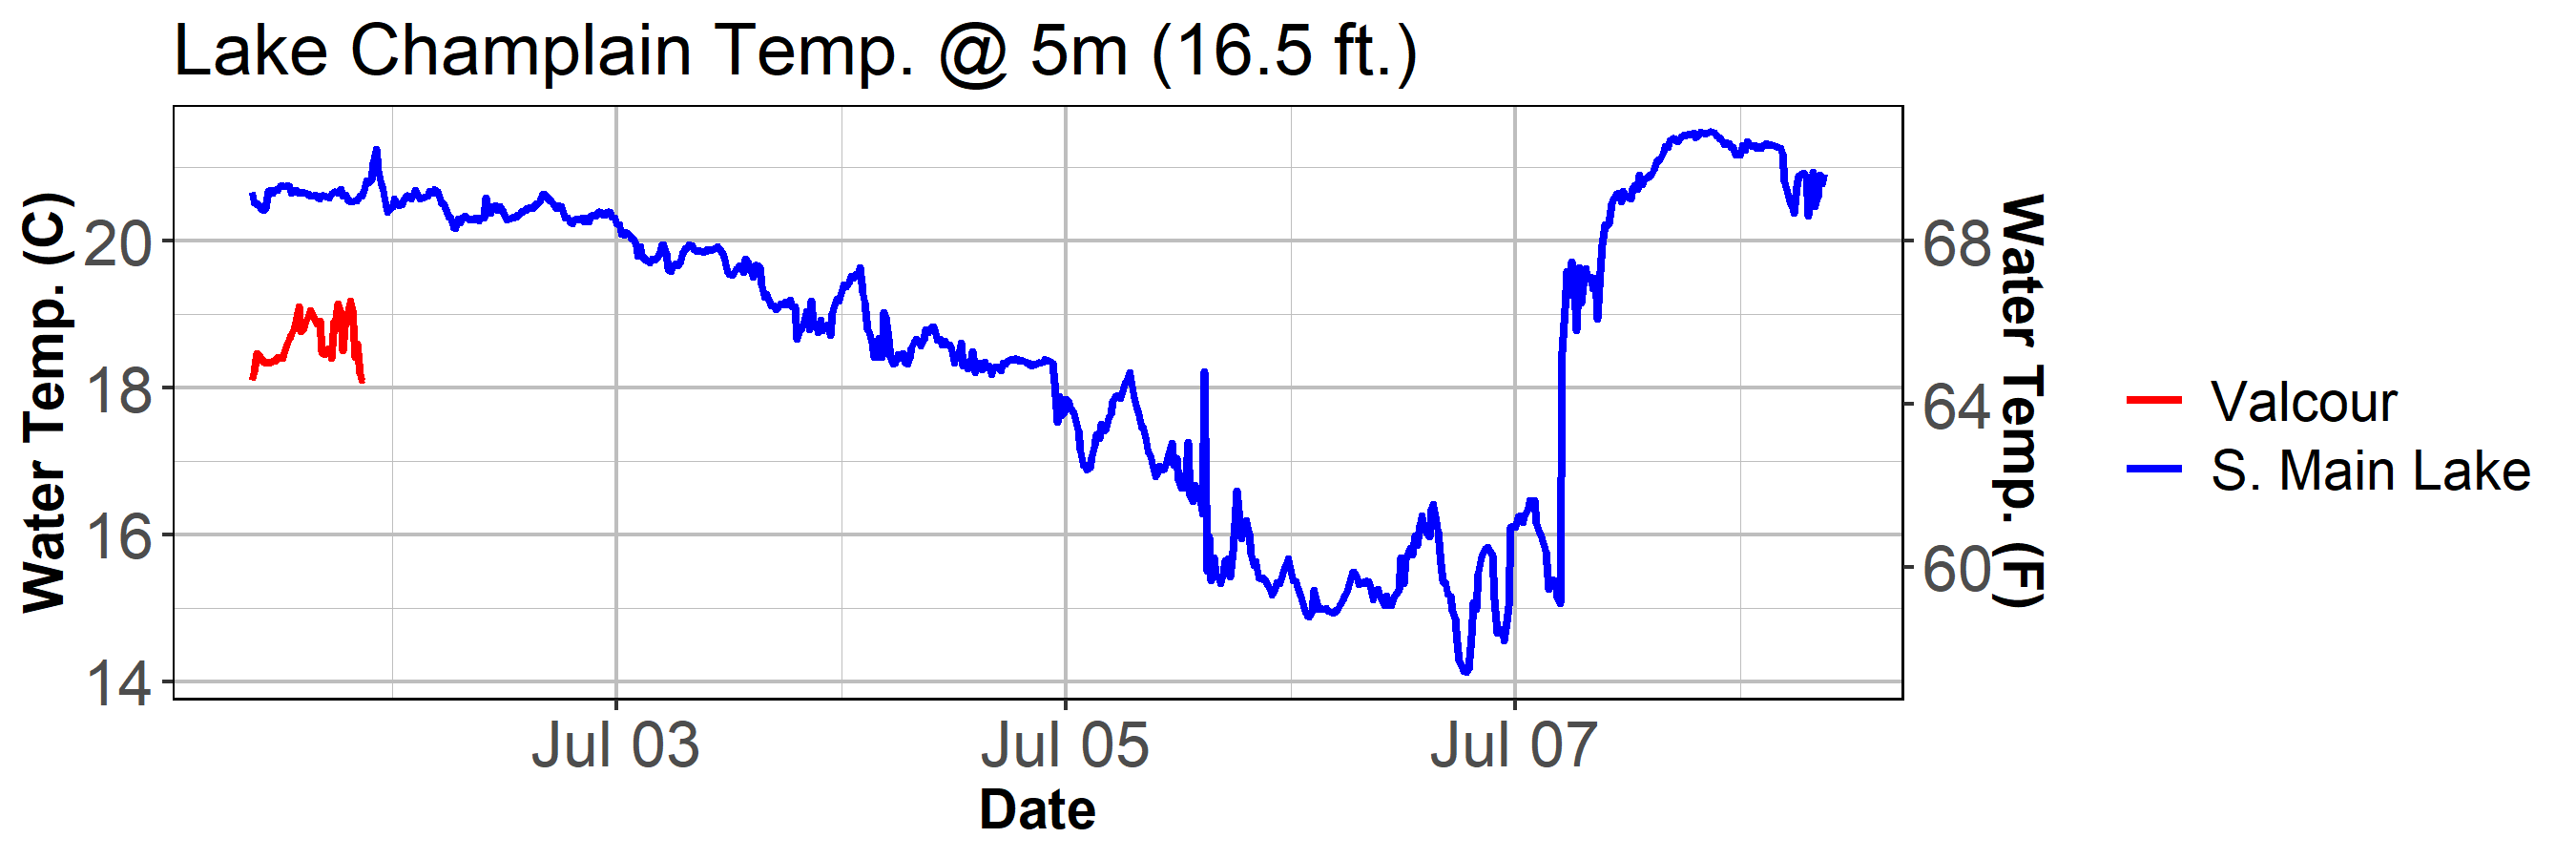 Lake Champlain Temp. @ 5m (16.5 ft.)
Water Temp. (C)
20
18
16
14
68
64
60
Water Temp. (F)
Jul 03
Jul 05
Jul 07
Date
Valcour
S. Main Lake